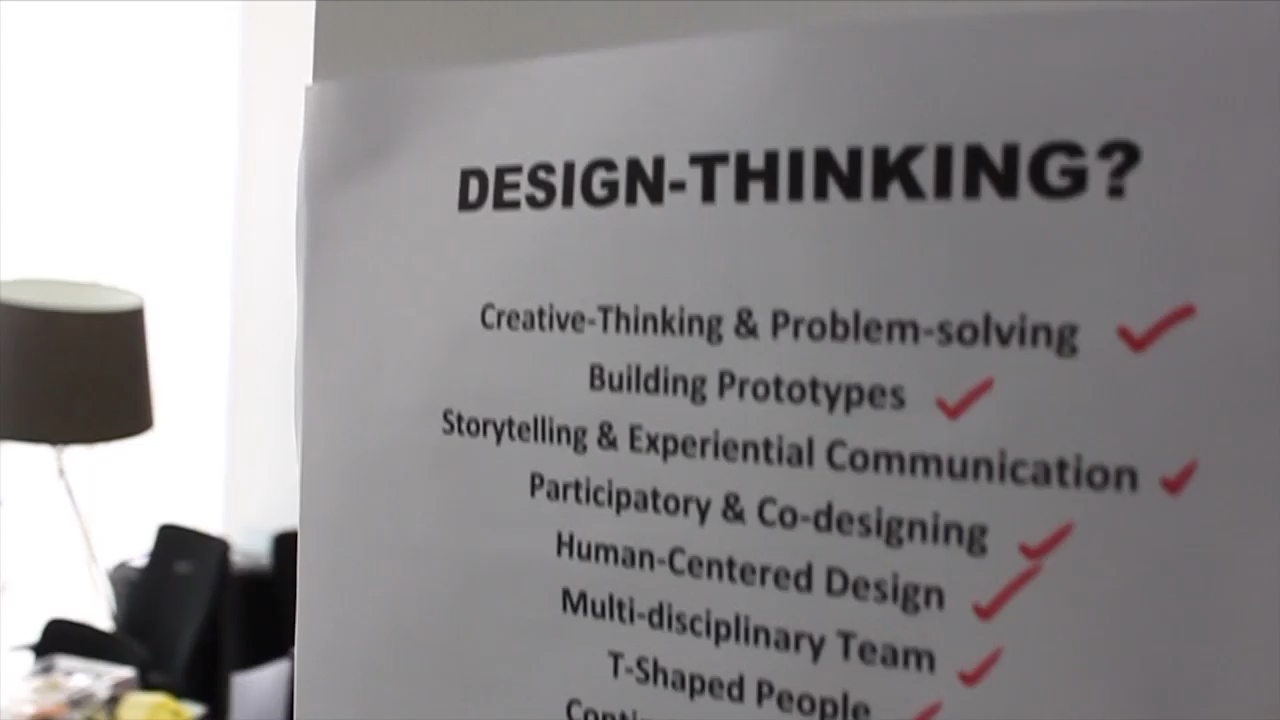 DESIGN-THINKING?
Creative-Thinking & Problem-solving
Building Prototypes
Storytelling & Experiential Communication
Participatory & Co-designing
Human-Centered Design
Multi-disciplinary Team
T-Shaped People